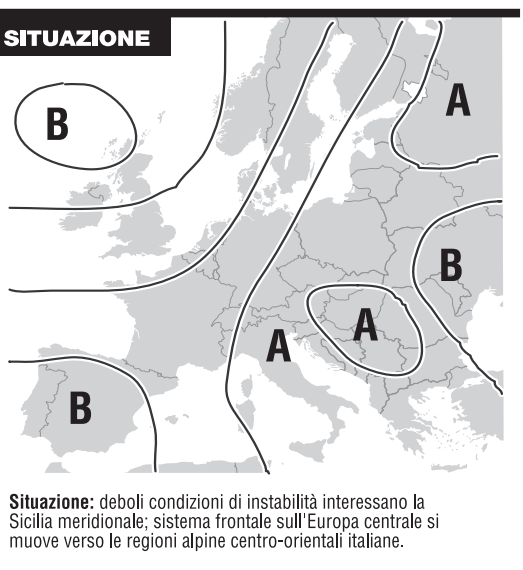 SITUAZIONE
B
A
B
A
A
B
Situazione: deboli condizioni di instabilità interessano la
Sicilia meridionale; sistema frontale sull'Europa centrale si
muove verso le regioni alpine centro-orientali italiane.